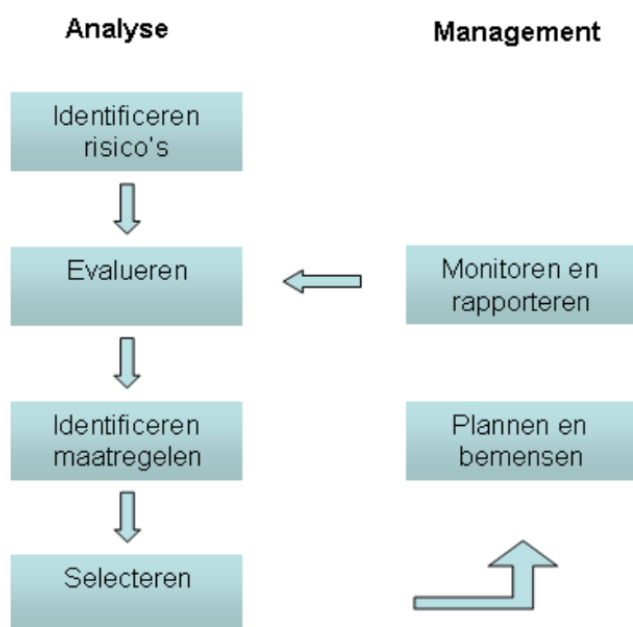 Analyse
Management
Identificeren
risico's
Evalueren
Monitoren en
rapporteren
Identificeren
maatregelen
Plannen en
bemensen
Selecteren